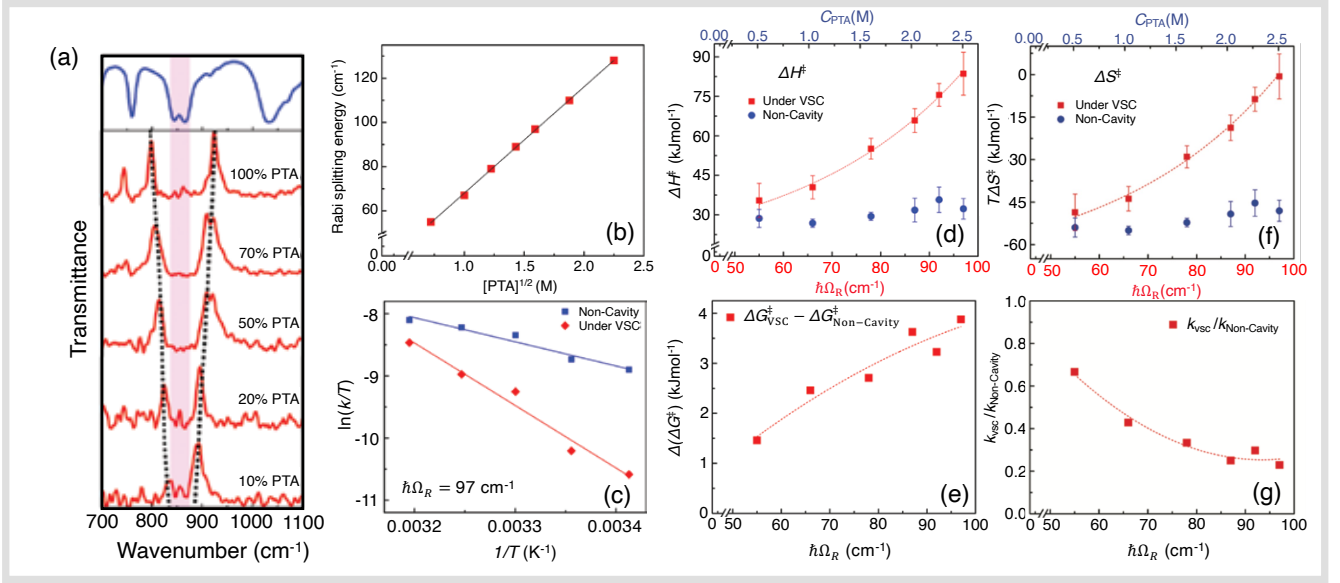 (a)
Transmittance
100% PTA
70% PTA
50% PTA
20% PTA
10% PTA
700 800 900 1000 1100
Wavenumber (cm⁻¹)
Rabi splitting energy (cm⁻¹)
120
100
80
60
0
(b)
0.00 1.0 1.5 2.0 2.5
[PTA]¹ᐟ² (M)
ln(k/T)
-8
-9
-10
-11
Non-Cavity
Under VSC
ℏΩR = 97 cm⁻¹
(c)
0.0032 0.0033 0.0034
1/T (K⁻¹)
CPTA(M)
0.00 0.5 1.0 1.5 2.0 2.5
ΔH‡ (kJmol⁻¹)
90
75
60
45
30
0
ΔH‡
Under VSC
Non-Cavity
(d)
0 50 60 70 80 90 100
ℏΩR(cm⁻¹)
Δ(ΔG‡) (kJmol⁻¹)
4
3
2
1
0
ΔG‡VSC − ΔG‡Non−Cavity
(e)
0 50 60 70 80 90 100
ℏΩR (cm⁻¹)
CPTA(M)
0.00 0.5 1.0 1.5 2.0 2.5
TΔS‡ (kJmol⁻¹)
0
15
-30
-45
-60
ΔS‡
Under VSC
Non-Cavity
(f)
0 50 60 70 80 90 100
ℏΩR(cm⁻¹)
kvsc/kNon-Cavity
1.0
0.8
0.6
0.4
0.2
0.0
kvsc/kNon-Cavity
(g)
0 50 60 70 80 90 100
ℏΩR (cm⁻¹)